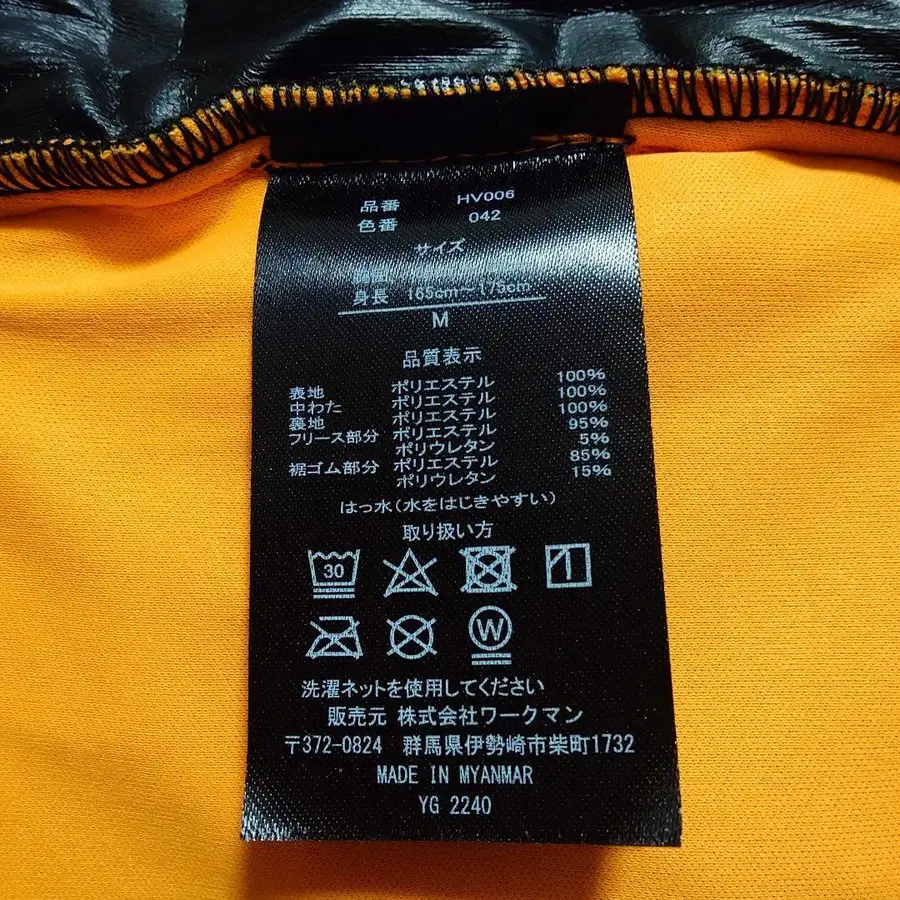 品番 HV006
色番 042
サイズ
身長 165cm～179cm
M
品質表示
表地 ポリエステル 100%
中わた ポリエステル 100%
裏地 ポリエステル 100%
フリース部分 ポリエステル 95%
ポリウレタン 5%
裾ゴム部分 ポリエステル 85%
ポリウレタン 15%
はっ水(水をはじきやすい)
取り扱い方
30
W
洗濯ネットを使用してください
販売元 株式会社ワークマン
〒372-0824 群馬県伊勢崎市柴町1732
MADE IN MYANMAR
YG 2240